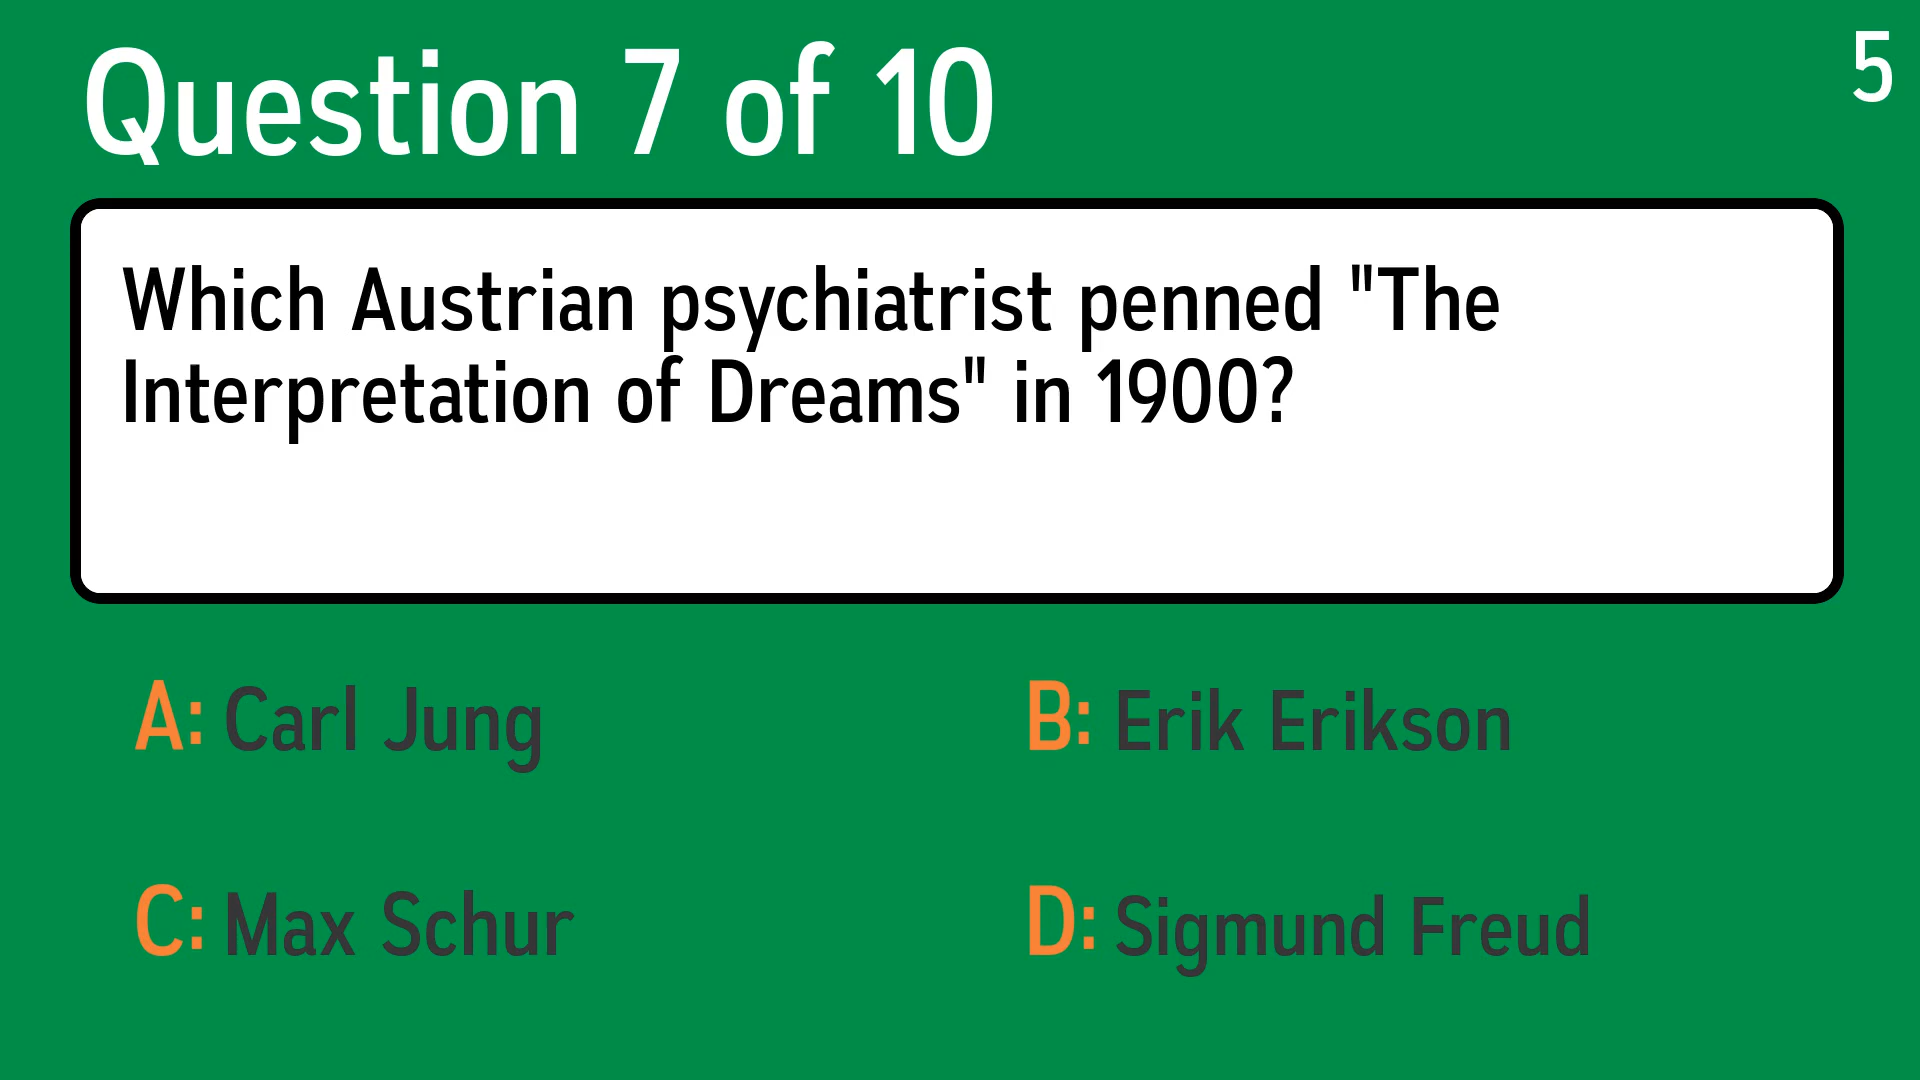 Question 7 of 10
5
Which Austrian psychiatrist penned "The
Interpretation of Dreams" in 1900?
A: Carl Jung
B: Erik Erikson
C: Max Schur
D: Sigmund Freud